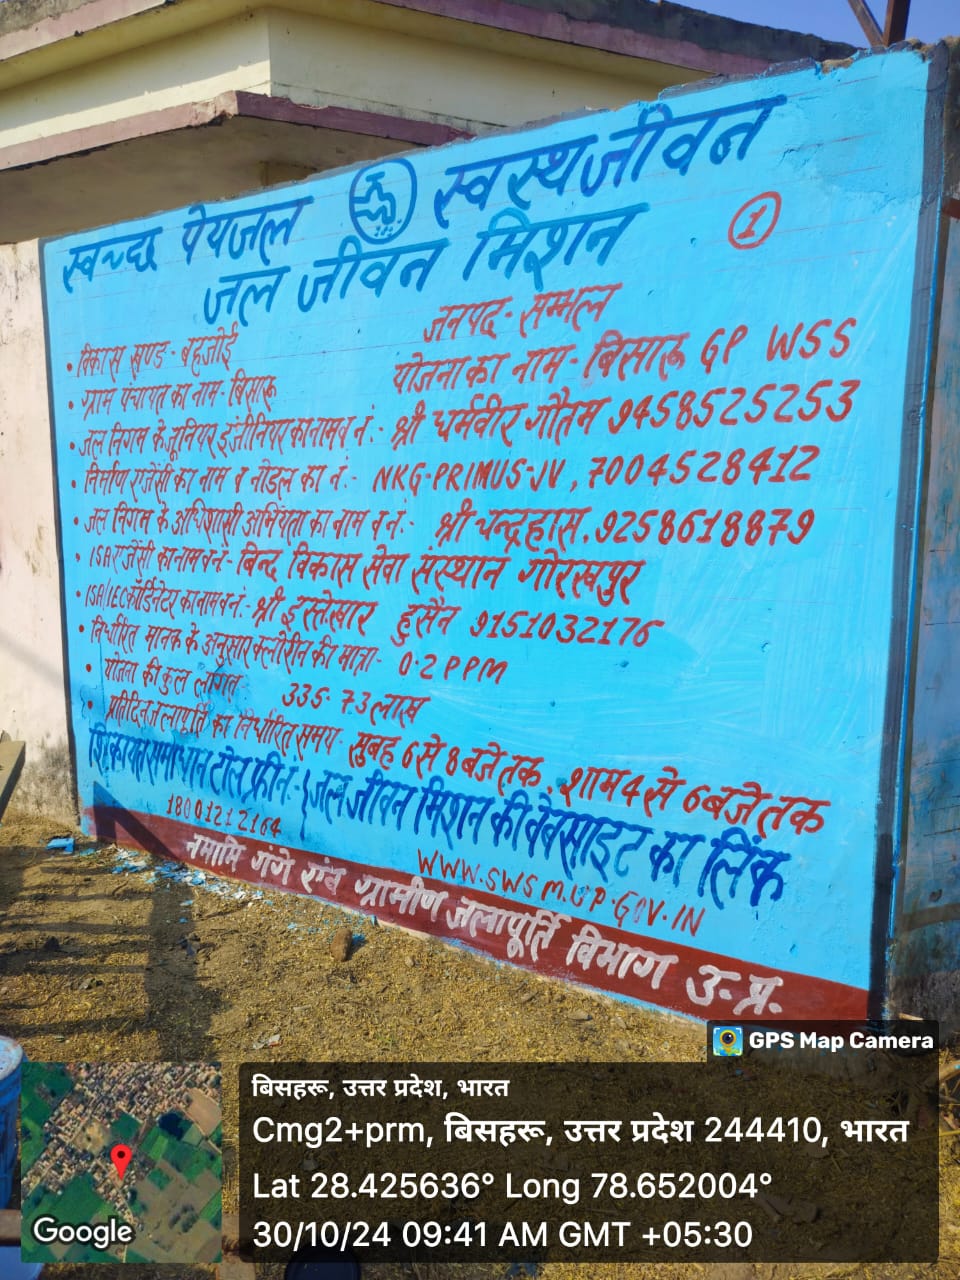 स्वच्छ पेयजल स्वस्थ जीवन
जल जीवन मिशन
1
जनपद - सम्भल
• विकास खण्ड - बहजोई
योजना का नाम - बिसारू GP WSS
• ग्राम पंचायत का नाम - बिसारू
• जल निगम के जूनियर इंजीनियर का नाम व नं :- श्री धर्मवीर गौतम 9458525253
• निर्माण एजेंसी का नाम व नोडल का नं :- NKG-PRIMUS-JV, 7004528412
• जल निगम के अधिशासी अभियंता का नाम व नं :- श्री चन्द्रहास, 9258618879
• ISA एजेंसी का नाम व नं - बिन्द विकास सेवा संस्थान गोरखपुर
• ISA/IEC कॉर्डिनेटर का नाम व नं :- श्री इस्तेखार हुसैन 9151032176
• निर्धारित मानक के अनुसार क्लोरीन की मात्रा - 0.2 PPM
• योजना की कुल लागत 335.73 लाख
• प्रतिदिन जलापूर्ति का निर्धारित समय - सुबह 6 से 8 बजे तक, शाम 4 से 6 बजे तक
शिकायत समाधान टोल फ्री नं :- जल जीवन मिशन की वेबसाइट का लिंक
18001212164
WWW.SWSM.UP.GOV.IN
नमामि गंगे एंव ग्रामीण जलापूर्ति विभाग उ. प्र.
GPS Map Camera
बिसहरू, उत्तर प्रदेश, भारत
Cmg2+prm, बिसहरू, उत्तर प्रदेश 244410, भारत
Lat 28.425636° Long 78.652004°
30/10/24 09:41 AM GMT +05:30
Google